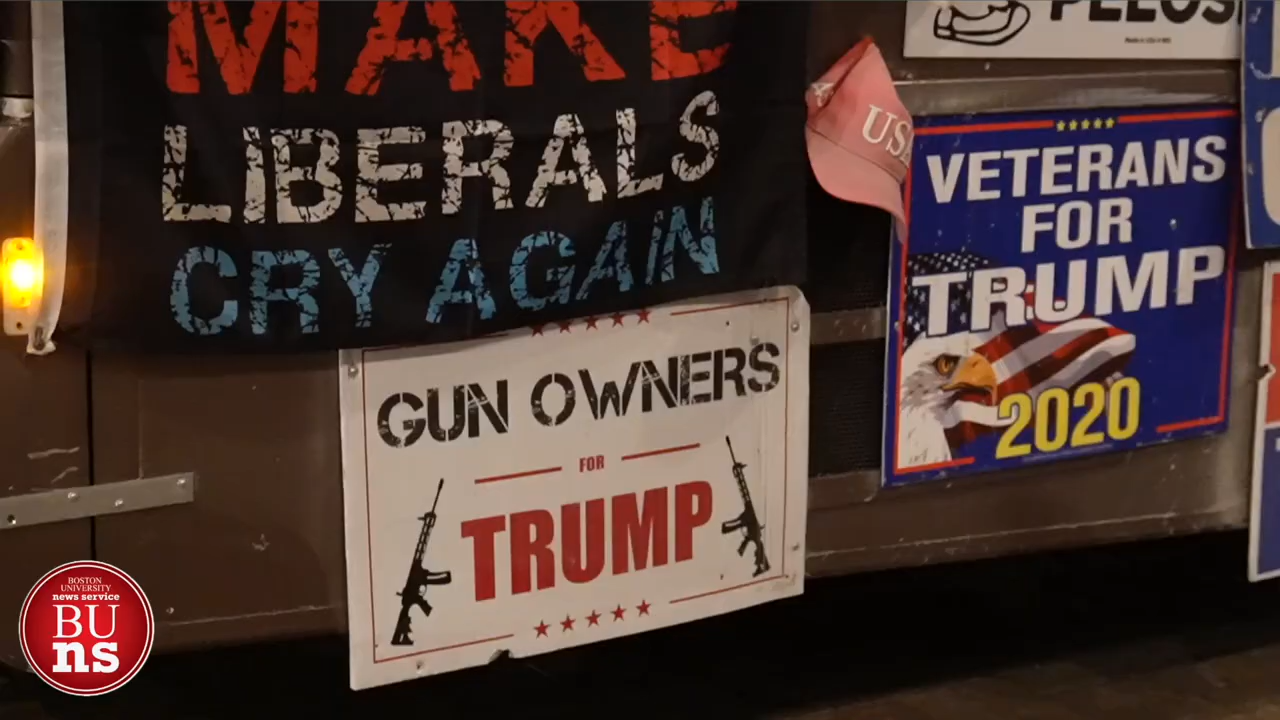 MAKE
LIBERALS
CRY AGAIN
GUN OWNERS
FOR
TRUMP
USA
VETERANS
FOR
TRUMP
2020
BOSTON
UNIVERSITY
news service
BU
ns